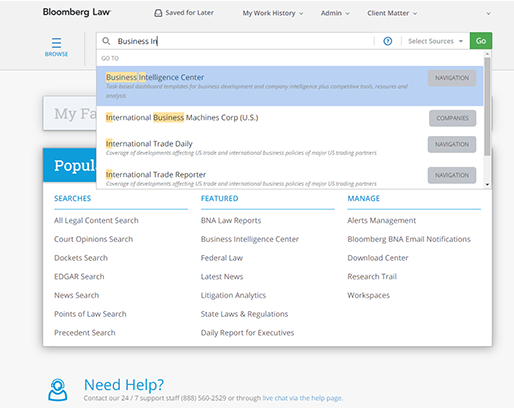 Bloomberg Law® Saved for Later My Work History Admin Client Matter
BROWSE
Business In
Select Sources
Go
GO TO
Business Intelligence Center NAVIGATION
Task-based dashboard templates for business development and company intelligence plus competitive tools, resoures and
analysis
International Business Machines Corp (U.S.) COMPANIES
International Trade Daily NAVIGATION
Coverage of developments affecting US trade and international business policies of major US trading partners
International Trade Reporter NAVIGATION
Coverage of developments affecting US trade and international business policies of major US trading partners
My Fa
Popul
SEARCHES FEATURED MANAGE
All Legal Content Search BNA Law Reports Alerts Management
Court Opinions Search Business Intelligence Center Bloomberg BNA Email Notifications
Dockets Search Federal Law Download Center
EDGAR Search Latest News Research Trail
News Search Litigation Analytics Workspaces
Points of Law Search State Laws & Regulations
Precedent Search Daily Report for Executives
Need Help?
Contact our 24 / 7 support staff (888) 560-2529 or through live chat via the help page.